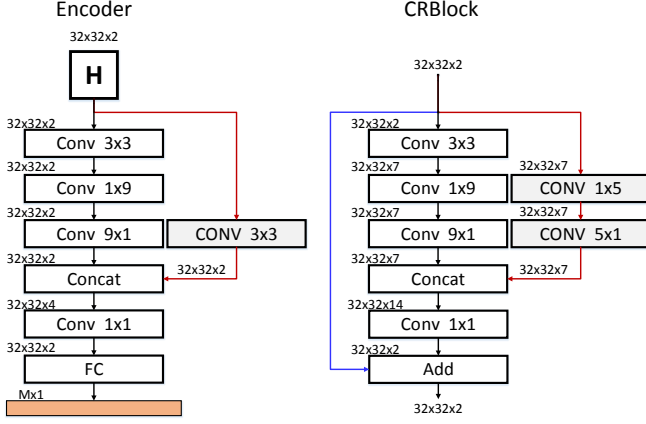 Encoder
32x32x2
H
32x32x2
Conv 3x3
32x32x2
Conv 1x9
32x32x2
Conv 9x1
CONV 3x3
32x32x2
32x32x2
Concat
32x32x4
Conv 1x1
32x32x2
FC
Mx1
CRBlock
32x32x2
32x32x2
Conv 3x3
32x32x7
32x32x7
Conv 1x9
CONV 1x5
32x32x7
32x32x7
Conv 9x1
CONV 5x1
32x32x7
32x32x7
Concat
32x32x14
Conv 1x1
32x32x2
Add
32x32x2